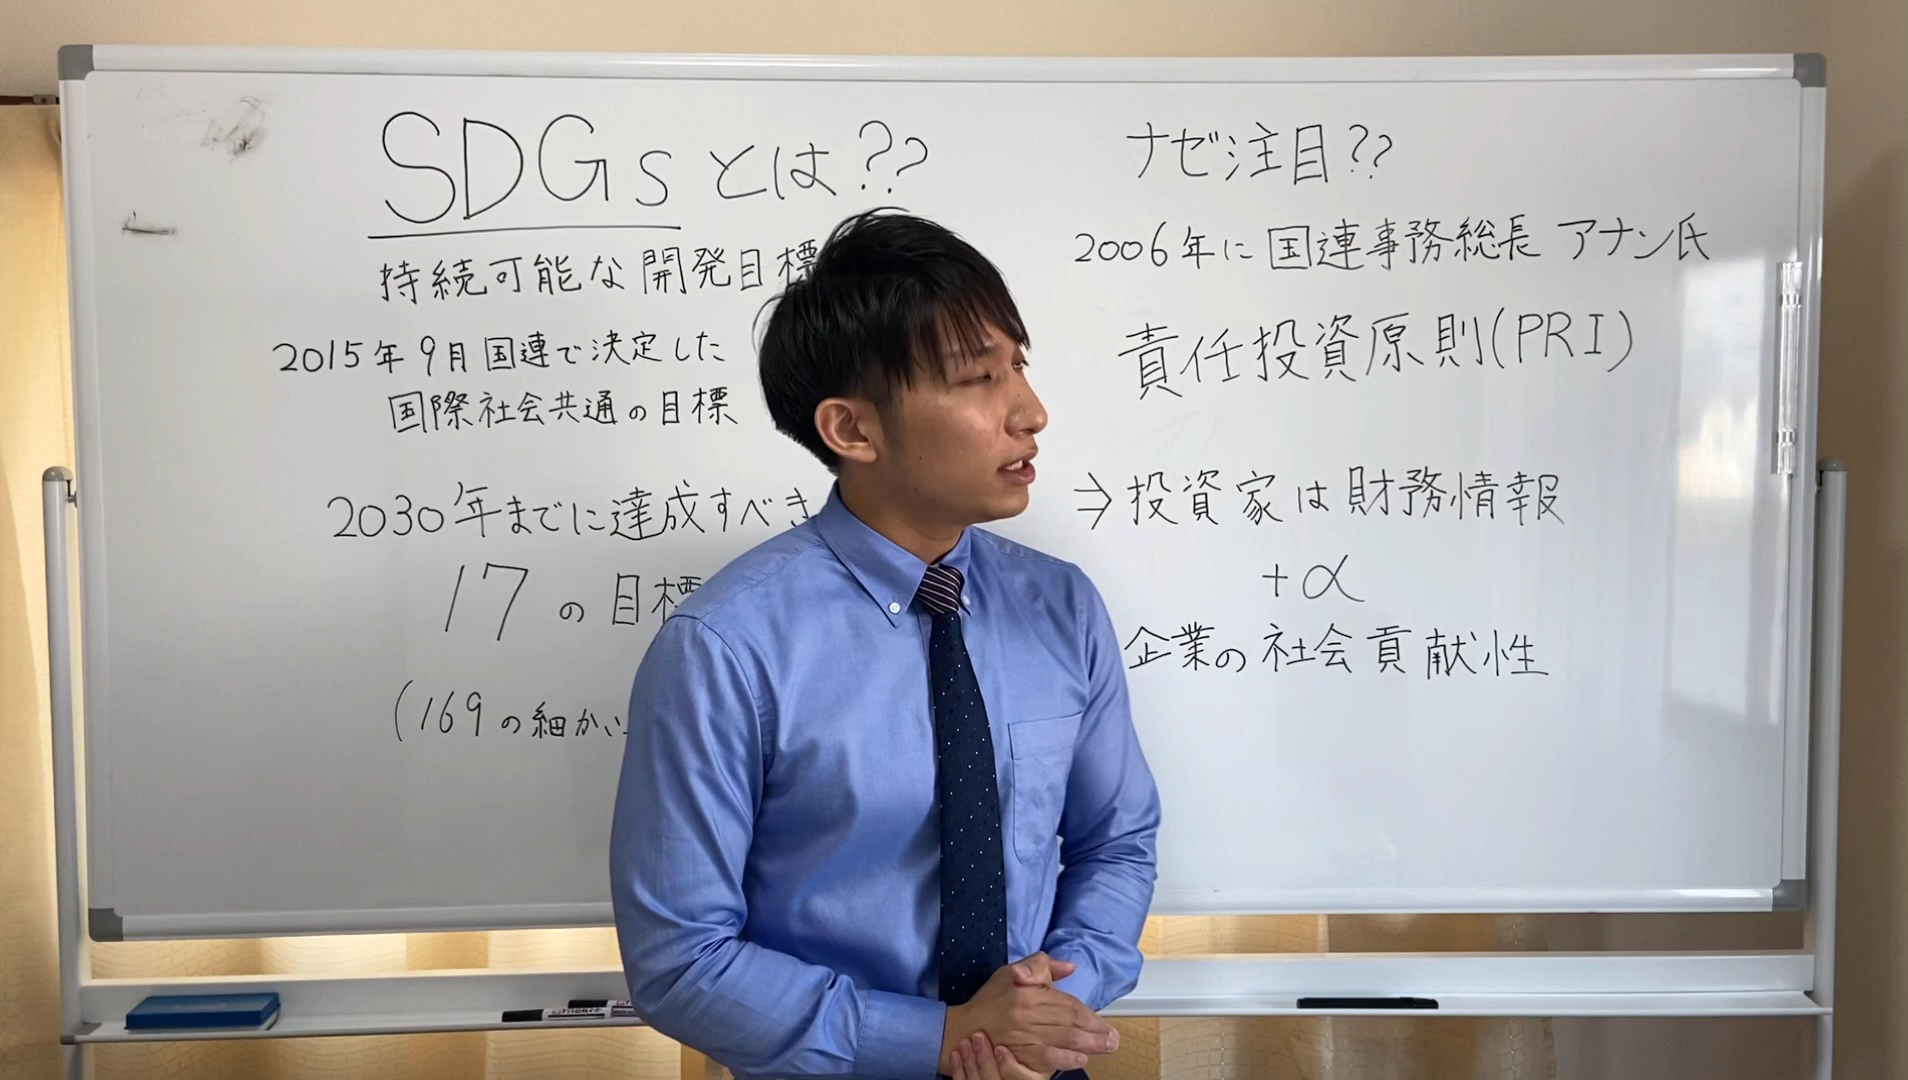 SDGsとは??
持続可能な開発目標
2015年9月国連で決定した
国際社会共通の目標
2030年までに達成すべき
17の目標
(169の細かい
ナゼ注目??
2006年に国連事務総長 アナン氏
責任投資原則(PRI)
⇒投資家は財務情報
+α
企業の社会貢献性